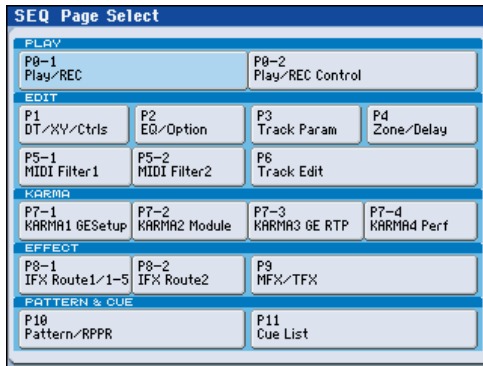 SEQ Page Select
PLAY
P0-1
Play/REC
P0-2
Play/REC Control
EDIT
P1
DT/XY/Ctrls
P2
EQ/Option
P3
Track Param
P4
Zone/Delay
P5-1
MIDI Filter1
P5-2
MIDI Filter2
P6
Track Edit
KARMA
P7-1
KARMA1 GESetup
P7-2
KARMA2 Module
P7-3
KARMA3 GE RTP
P7-4
KARMA4 Perf
EFFECT
P8-1
IFX Route1/1-5
P8-2
IFX Route2
P9
MFX/TFX
PATTERN & CUE
P10
Pattern/RPPR
P11
Cue List